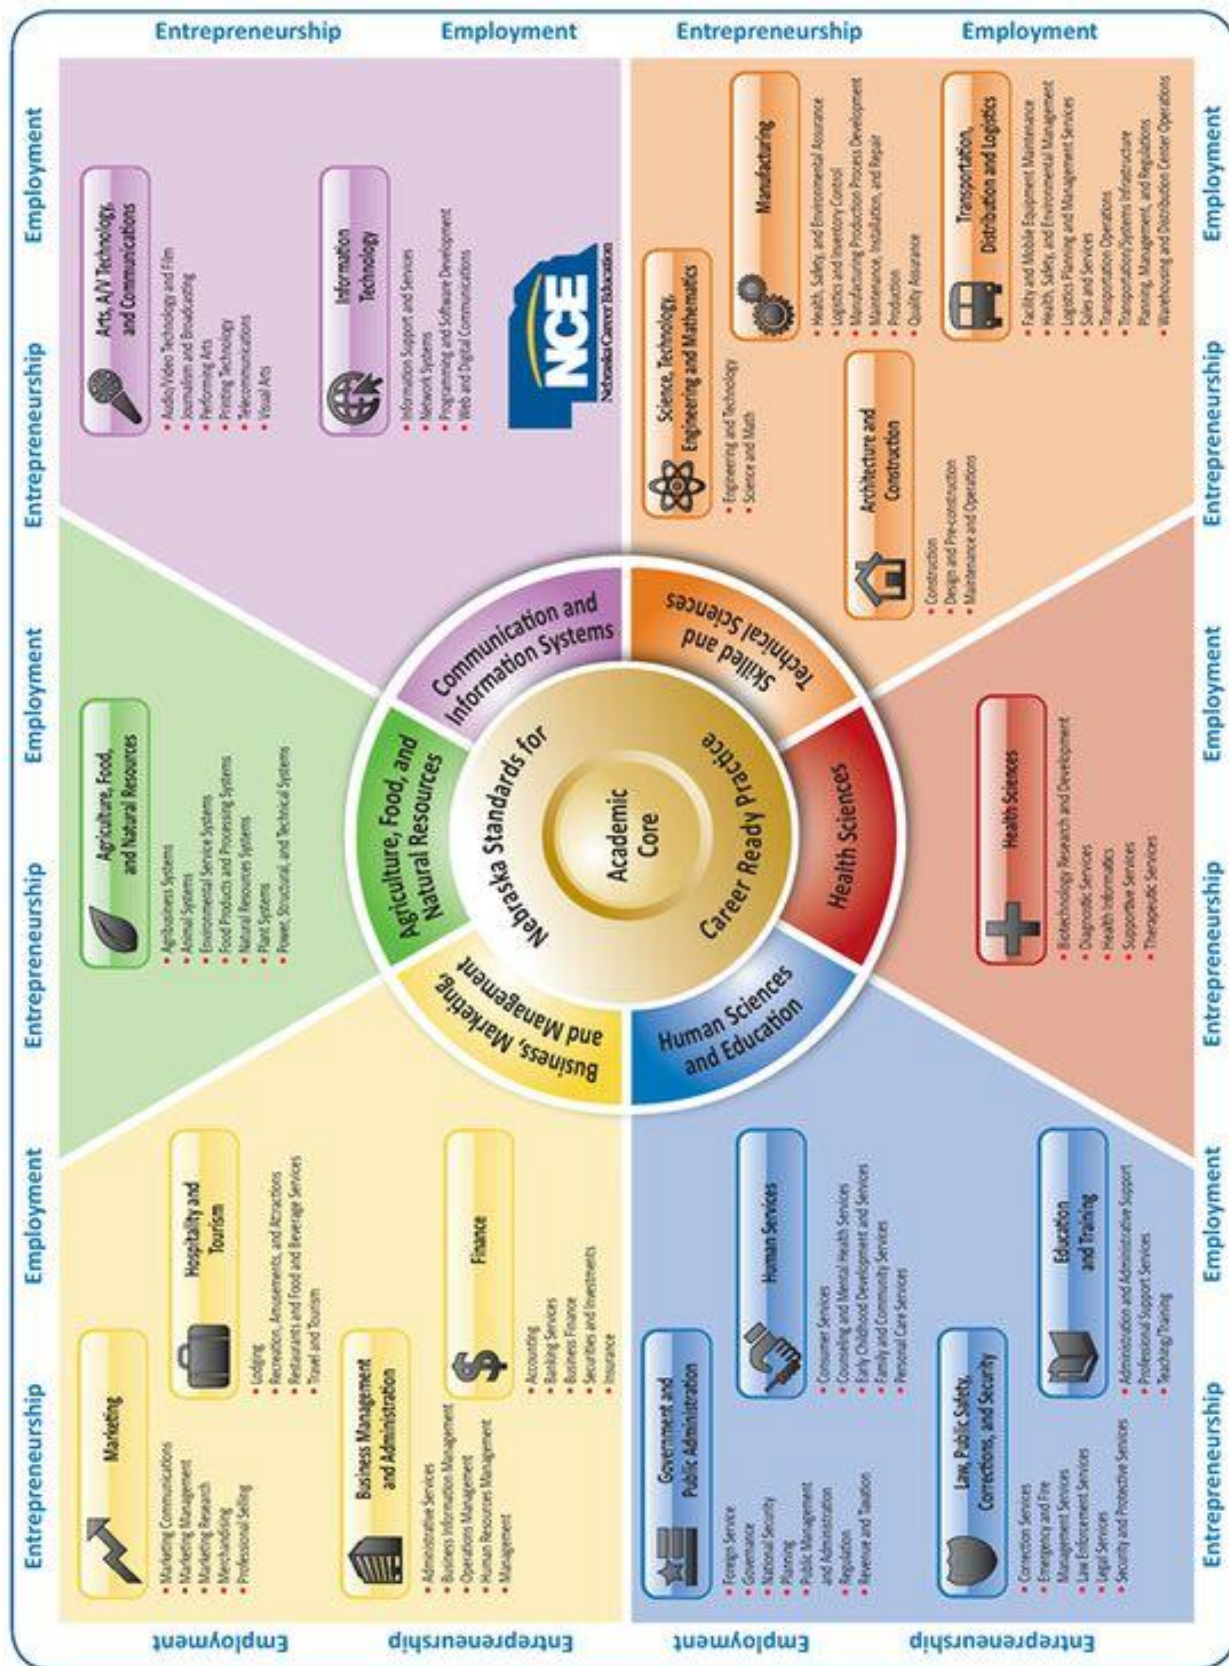 Entrepreneurship
Employment
Entrepreneurship
Employment
Entrepreneurship
Employment
Employment
Entrepreneurship
Marketing
• Marketing Communications
• Marketing Management
• Marketing Research
• Merchandising
• Professional Selling
Hospitality and
Tourism
• Lodging
• Recreation, Amusements, and Attractions
• Restaurants and Food and Beverage Services
• Travel and Tourism
Business Management
and Administration
• Administrative Services
• Business Information Management
• Operations Management
• Human Resources Management
• Management
Finance
• Accounting
• Banking Services
• Business Finance
• Securities and Investments
• Insurance
Agriculture, Food,
and Natural Resources
• Agribusiness Systems
• Animal Systems
• Environmental Service Systems
• Food Products and Processing Systems
• Natural Resources Systems
• Plant Systems
• Power, Structural, and Technical Systems
Arts, A/V Technology,
and Communications
• Audio/Video Technology and Film
• Journalism and Broadcasting
• Performing Arts
• Printing Technology
• Telecommunications
• Visual Arts
Information
Technology
• Information Support and Services
• Network Systems
• Programming and Software Development
• Web and Digital Communications
NCE
Nebraska Career Education
Business, Marketing,
and Management
Agriculture, Food, and
Natural Resources
Communication and
Information Systems
Nebraska Standards for
Academic
Core
Career Ready Practice
Human Sciences
and Education
Health Sciences
Skilled and
Technical Sciences
Government and
Public Administration
• Foreign Service
• Governance
• National Security
• Planning
• Public Management
and Administration
• Regulation
• Revenue and Taxation
Human Services
• Consumer Services
• Counseling and Mental Health Services
• Early Childhood Development and Services
• Family and Community Services
• Personal Care Services
Law, Public Safety,
Corrections, and Security
• Correction Services
• Emergency and Fire
Management Services
• Law Enforcement Services
• Legal Services
• Security and Protective Services
Education
and Training
• Administration and Administrative Support
• Professional Support Services
• Teaching/Training
Health Sciences
• Biotechnology Research and Development
• Diagnostic Services
• Health Informatics
• Supportive Services
• Therapeutic Services
Science, Technology,
Engineering and Mathematics
• Engineering and Technology
• Science and Math
Manufacturing
• Health, Safety, and Environmental Assurance
• Logistics and Inventory Control
• Manufacturing Production Process Development
• Maintenance, Installation, and Repair
• Production
• Quality Assurance
Architecture and
Construction
• Construction
• Design and Pre-construction
• Maintenance and Operations
Transportation,
Distribution and Logistics
• Facility and Mobile Equipment Maintenance
• Health, Safety, and Environmental Management
• Logistics Planning and Management Services
• Sales and Services
• Transportation Operations
• Transportation/Systems Infrastructure
Planning, Management, and Regulations
• Warehousing and Distribution Center Operations
Employment
Entrepreneurship
Employment
Entrepreneurship
Entrepreneurship
Employment
Entrepreneurship
Employment
Entrepreneurship
Employment
Entrepreneurship
Employment